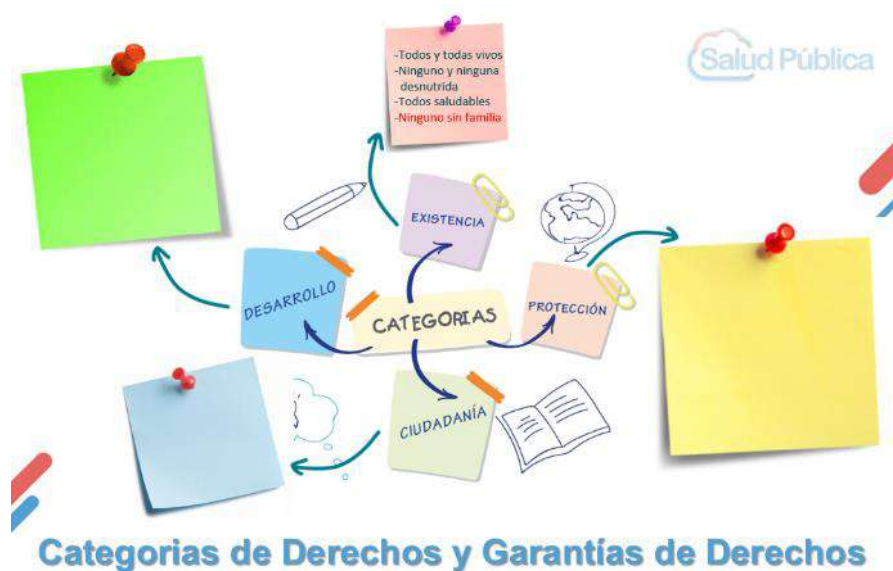 -Todos y todas vivos
-Ninguno y ninguna
desnutrida
-Todos saludables
-Ninguno sin familia
Salud Pública
EXISTENCIA
DESARROLLO
PROTECCIÓN
CATEGORIAS
CIUDADANÍA
Categorias de Derechos y Garantías de Derechos